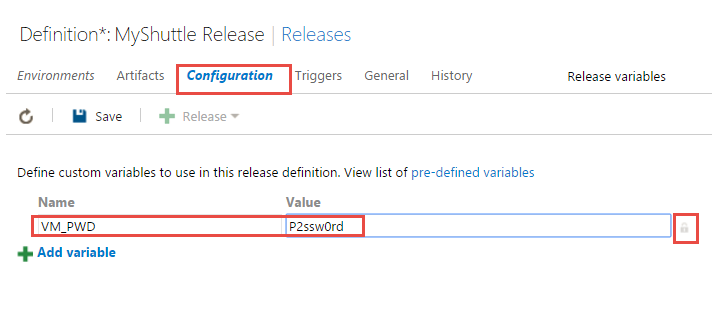 Definition*: MyShuttle Release | Releases
Environments Artifacts Configuration Triggers General History Release variables
Save Release
Define custom variables to use in this release definition. View list of pre-defined variables
Name Value
VM_PWD P2ssw0rd
Add variable